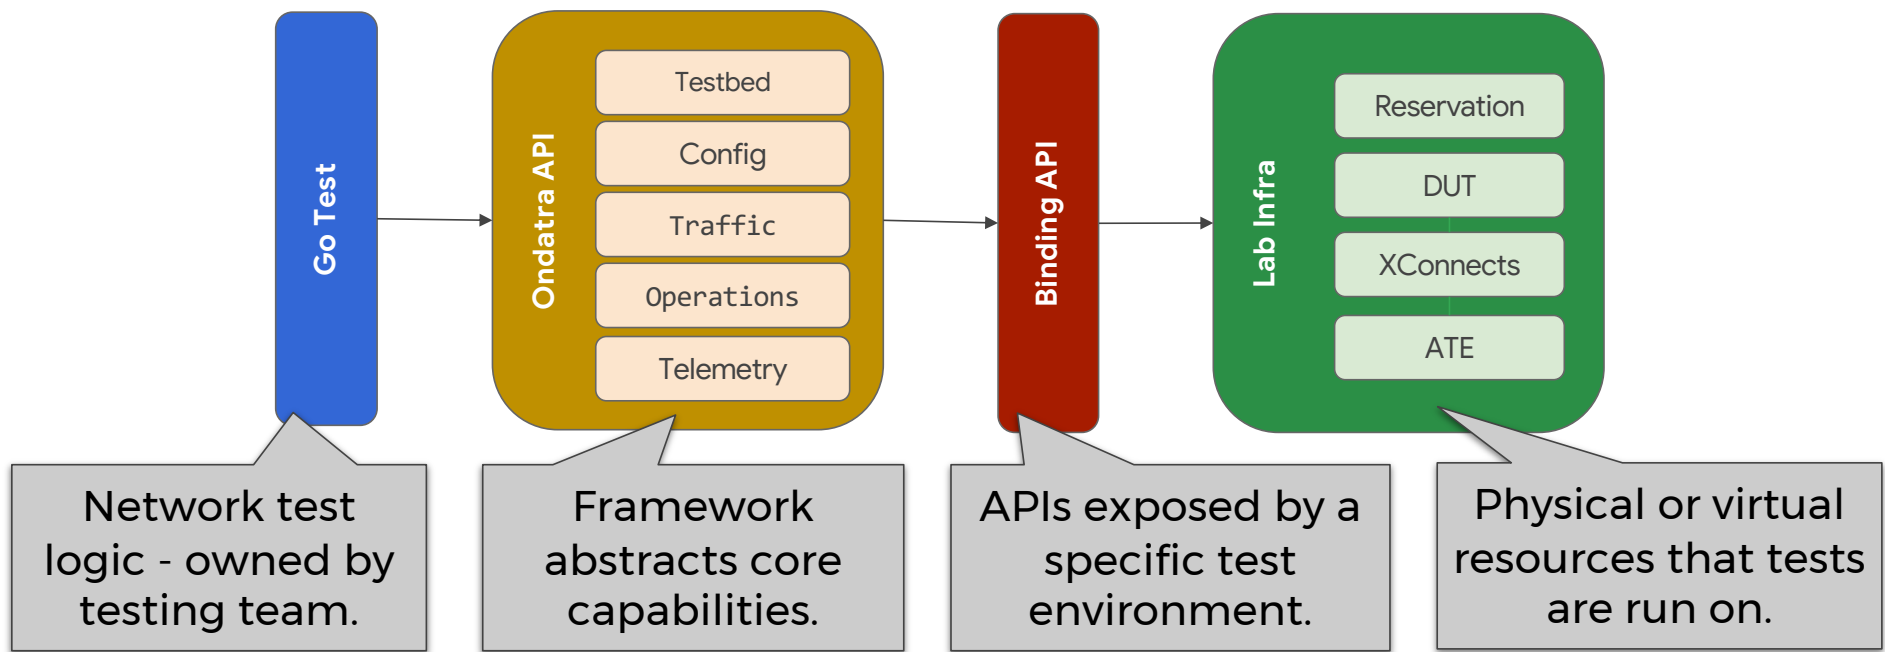 Go Test
Ondatra API
Testbed
Config
Traffic
Operations
Telemetry
Binding API
Lab Infra
Reservation
DUT
XConnects
ATE
Network test
logic - owned by
testing team.
Framework
abstracts core
capabilities.
APIs exposed by a
specific test
environment.
Physical or virtual
resources that tests
are run on.